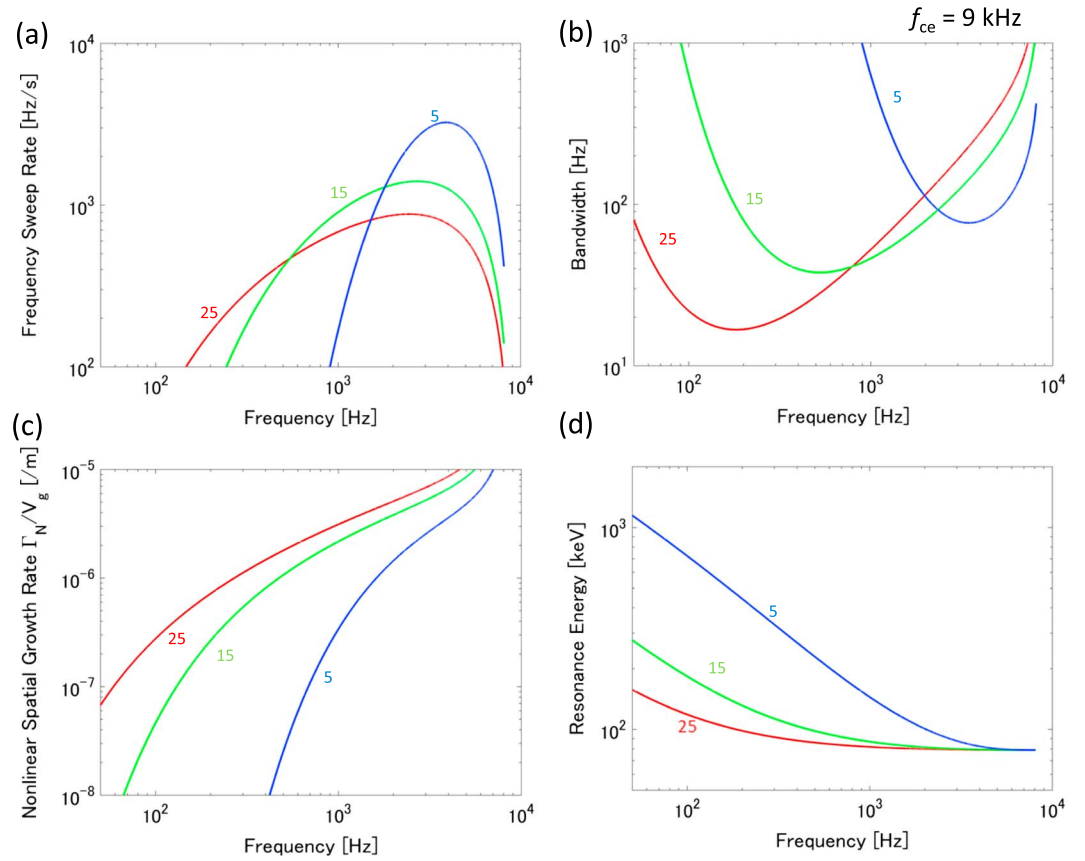 f_ce = 9 kHz
(a)
Frequency Sweep Rate [Hz/s]
10^4
10^3
10^2
5
15
25
10^2
10^3
10^4
Frequency [Hz]
(b)
Bandwidth [Hz]
10^3
10^2
10^1
5
15
25
10^2
10^3
10^4
Frequency [Hz]
(c)
Nonlinear Spatial Growth Rate Γ_N/V_g [/m]
10^-5
10^-6
10^-7
10^-8
25
15
5
10^2
10^3
10^4
Frequency [Hz]
(d)
Resonance Energy [keV]
10^3
10^2
5
15
25
10^2
10^3
10^4
Frequency [Hz]